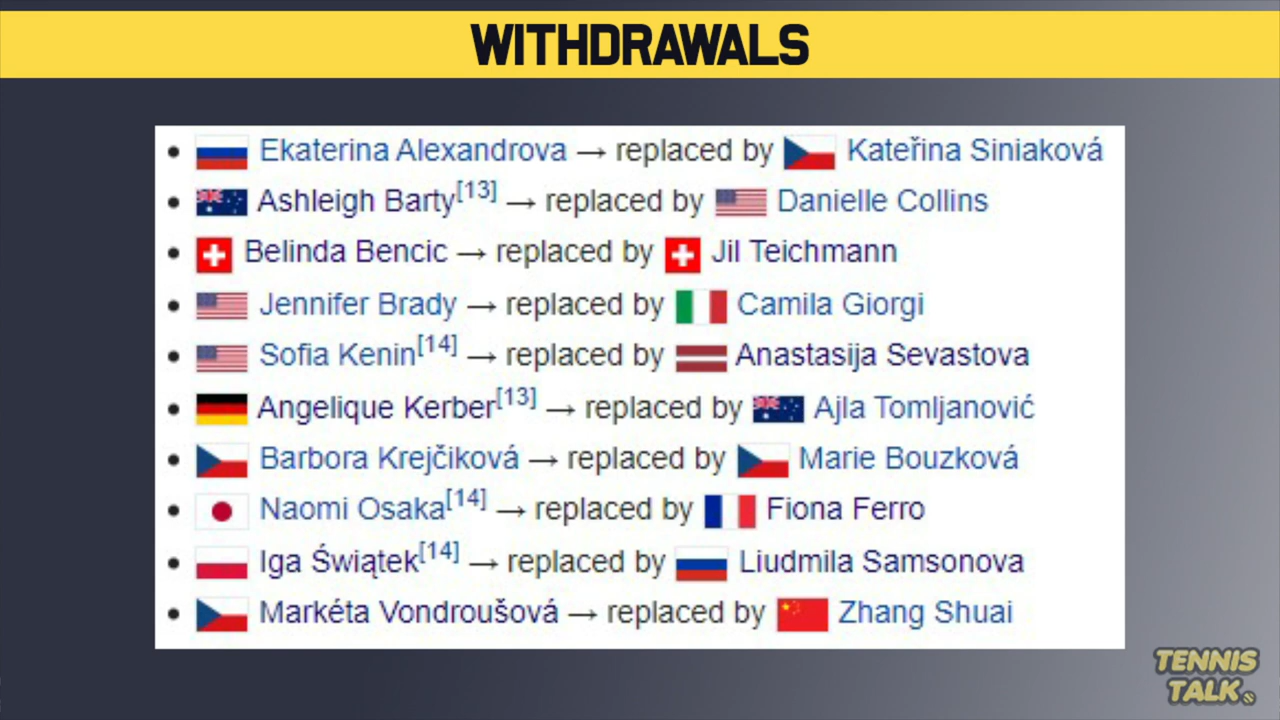 WITHDRAWALS
• Ekaterina Alexandrova → replaced by Kateřina Siniaková
• Ashleigh Barty[13] → replaced by Danielle Collins
• Belinda Bencic → replaced by Jil Teichmann
• Jennifer Brady → replaced by Camila Giorgi
• Sofia Kenin[14] → replaced by Anastasija Sevastova
• Angelique Kerber[13] → replaced by Ajla Tomljanović
• Barbora Krejčiková → replaced by Marie Bouzková
• Naomi Osaka[14] → replaced by Fiona Ferro
• Iga Świątek[14] → replaced by Liudmila Samsonova
• Markéta Vondroušová → replaced by Zhang Shuai
TENNIS
TALK